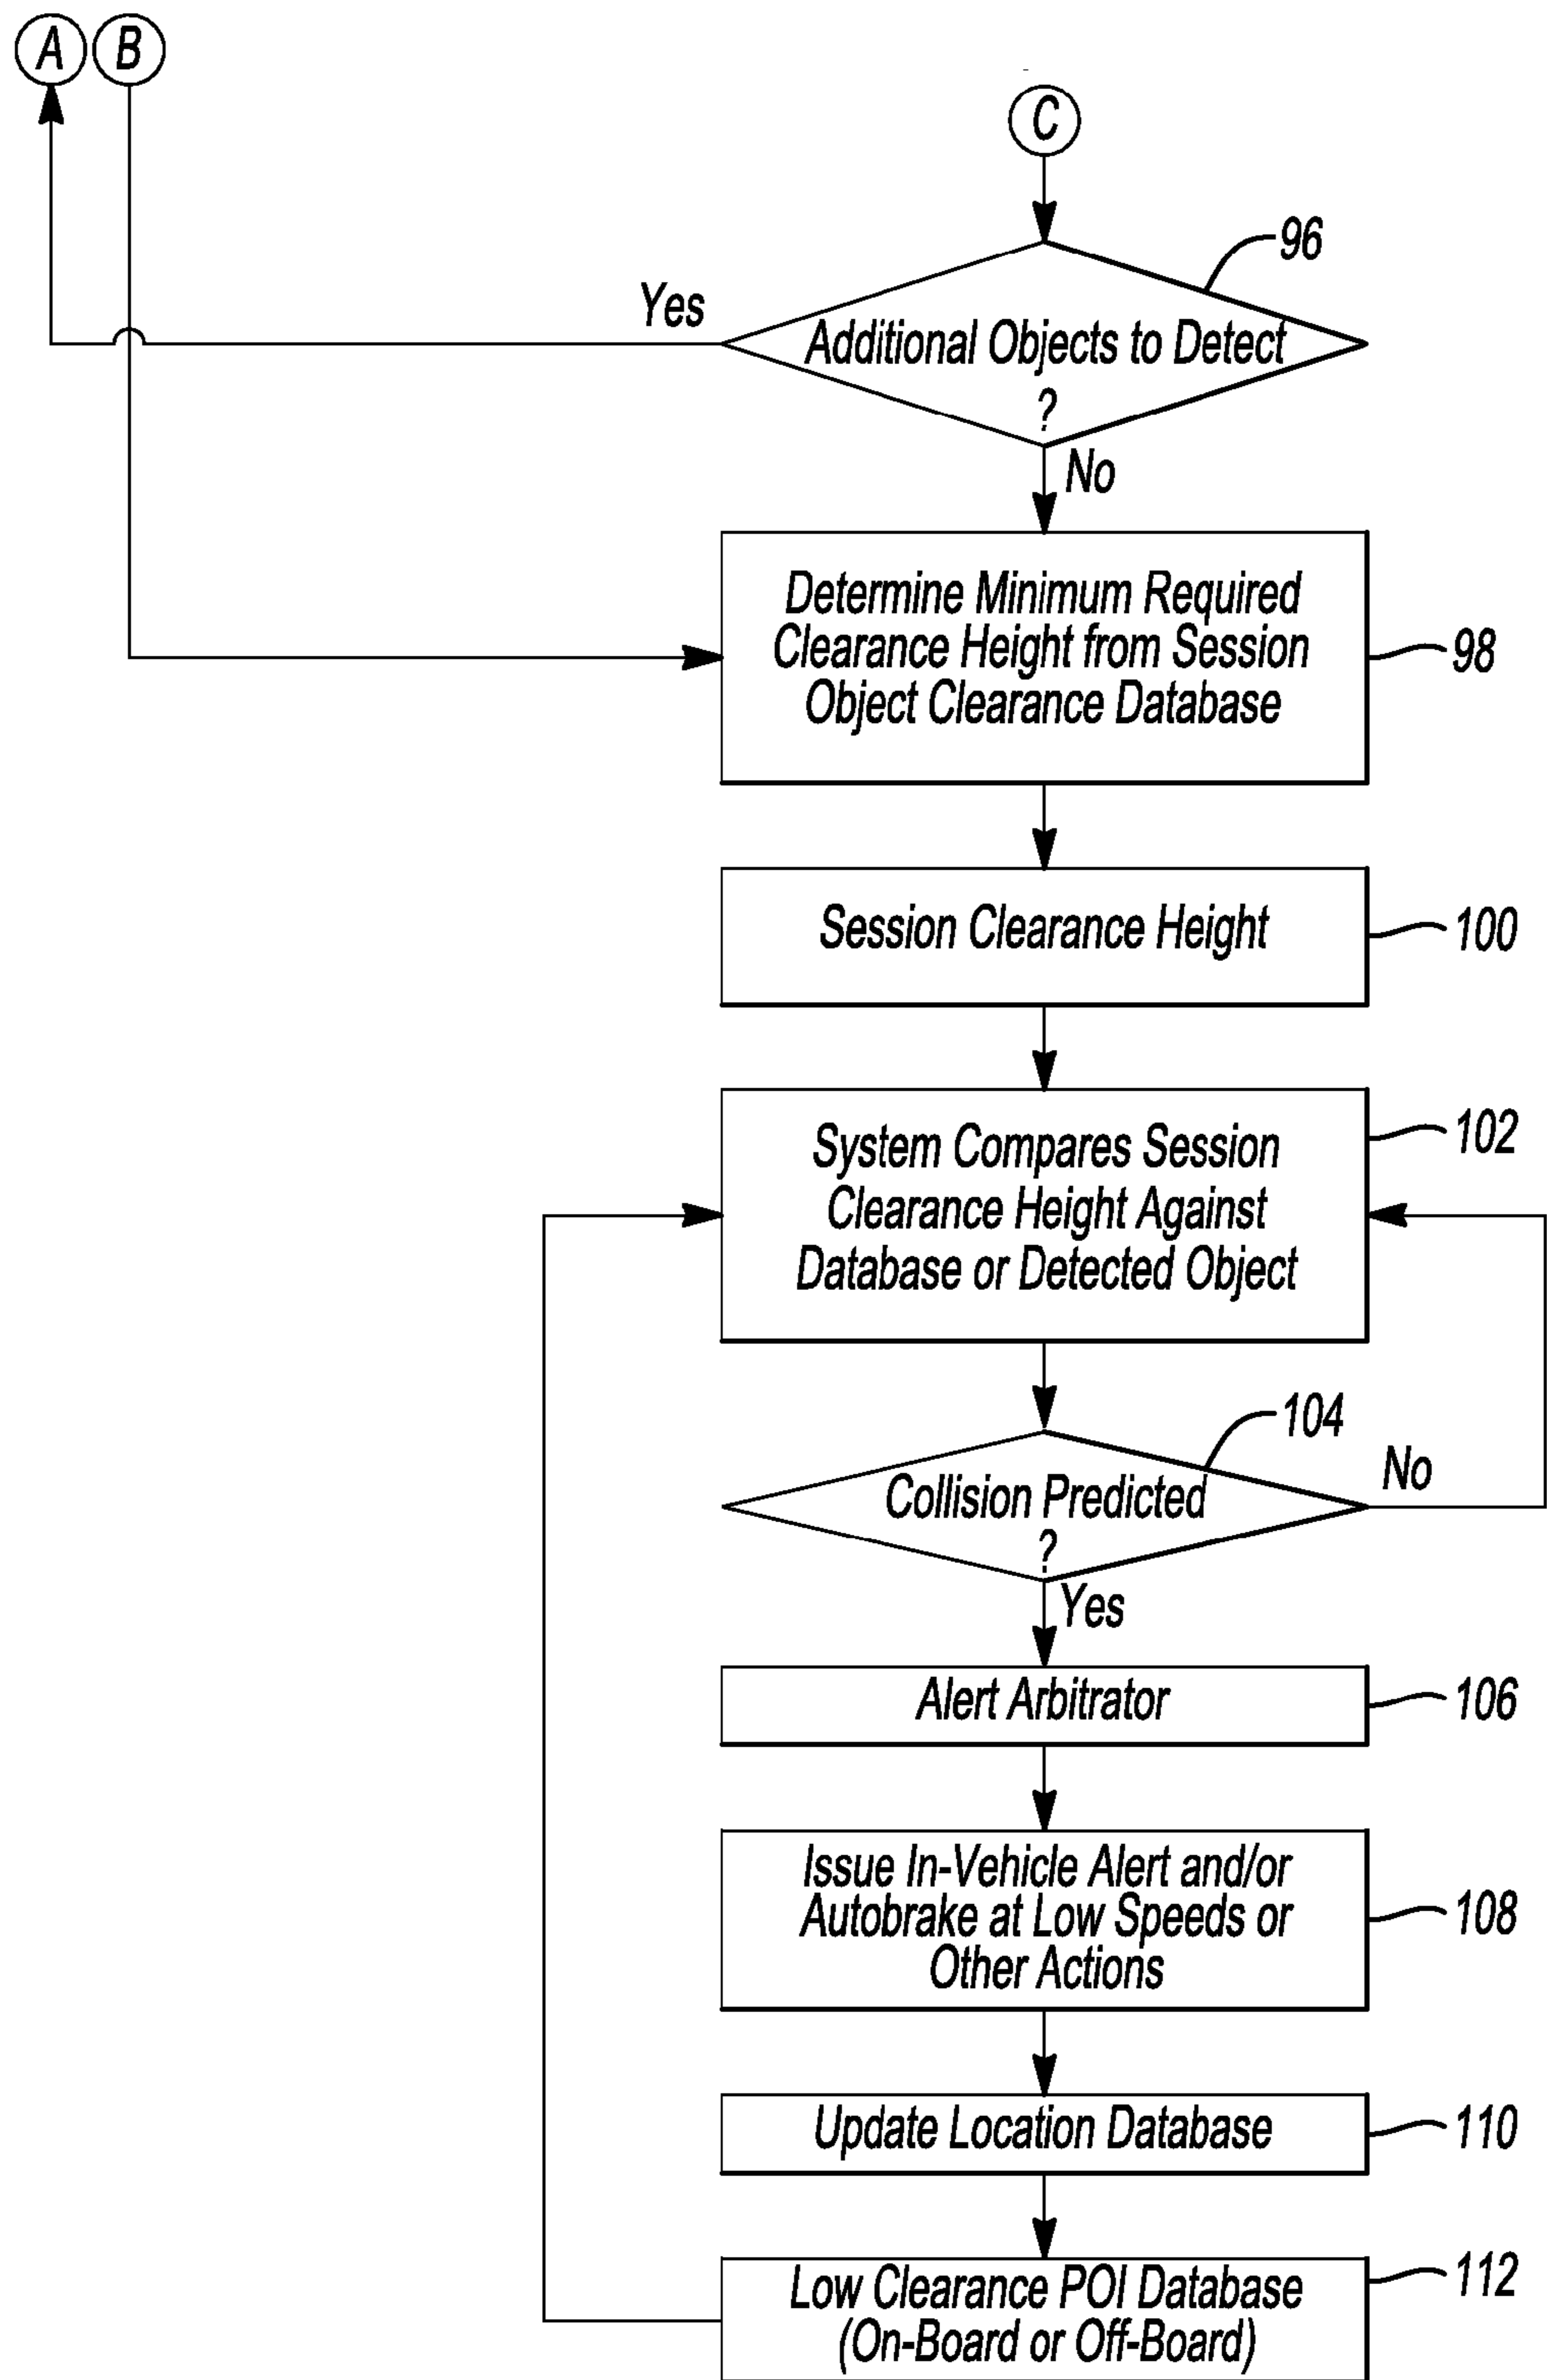 A
B
C
96
Yes
Additional Objects to Detect
?
No
Determine Minimum Required
Clearance Height from Session
Object Clearance Database
98
Session Clearance Height
100
System Compares Session
Clearance Height Against
Database or Detected Object
102
104
Collision Predicted
?
No
Yes
Alert Arbitrator
106
Issue In-Vehicle Alert and/or
Autobrake at Low Speeds or
Other Actions
108
Update Location Database
110
Low Clearance POI Database
(On-Board or Off-Board)
112